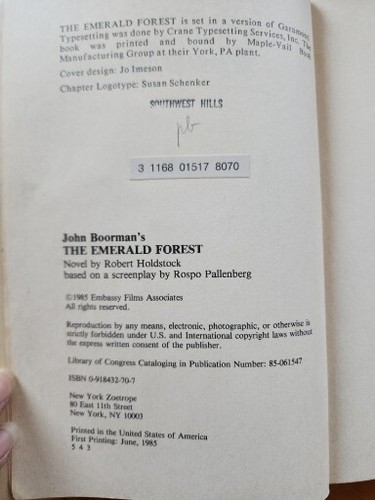 THE EMERALD FOREST is set in a version of Garamond.
Typesetting was done by Crane Typesetting Services, Inc. The
book was printed and bound by Maple-Vail Book
Manufacturing Group at their York, PA plant.
Cover design: Jo Imeson
Chapter Logotype: Susan Schenker
SOUTHWEST HILLS
pb
3 1168 01517 8070
John Boorman's
THE EMERALD FOREST
Novel by Robert Holdstock
based on a screenplay by Rospo Pallenberg
©1985 Embassy Films Associates
All rights reserved.
Reproduction by any means, electronic, photographic, or otherwise is
strictly forbidden under U.S. and International copyright laws without
the express written consent of the publisher.
Library of Congress Cataloging in Publication Number: 85-061547
ISBN 0-918432-70-7
New York Zoetrope
80 East 11th Street
New York, NY 10003
Printed in the United States of America
First Printing: June, 1985
5 4 3